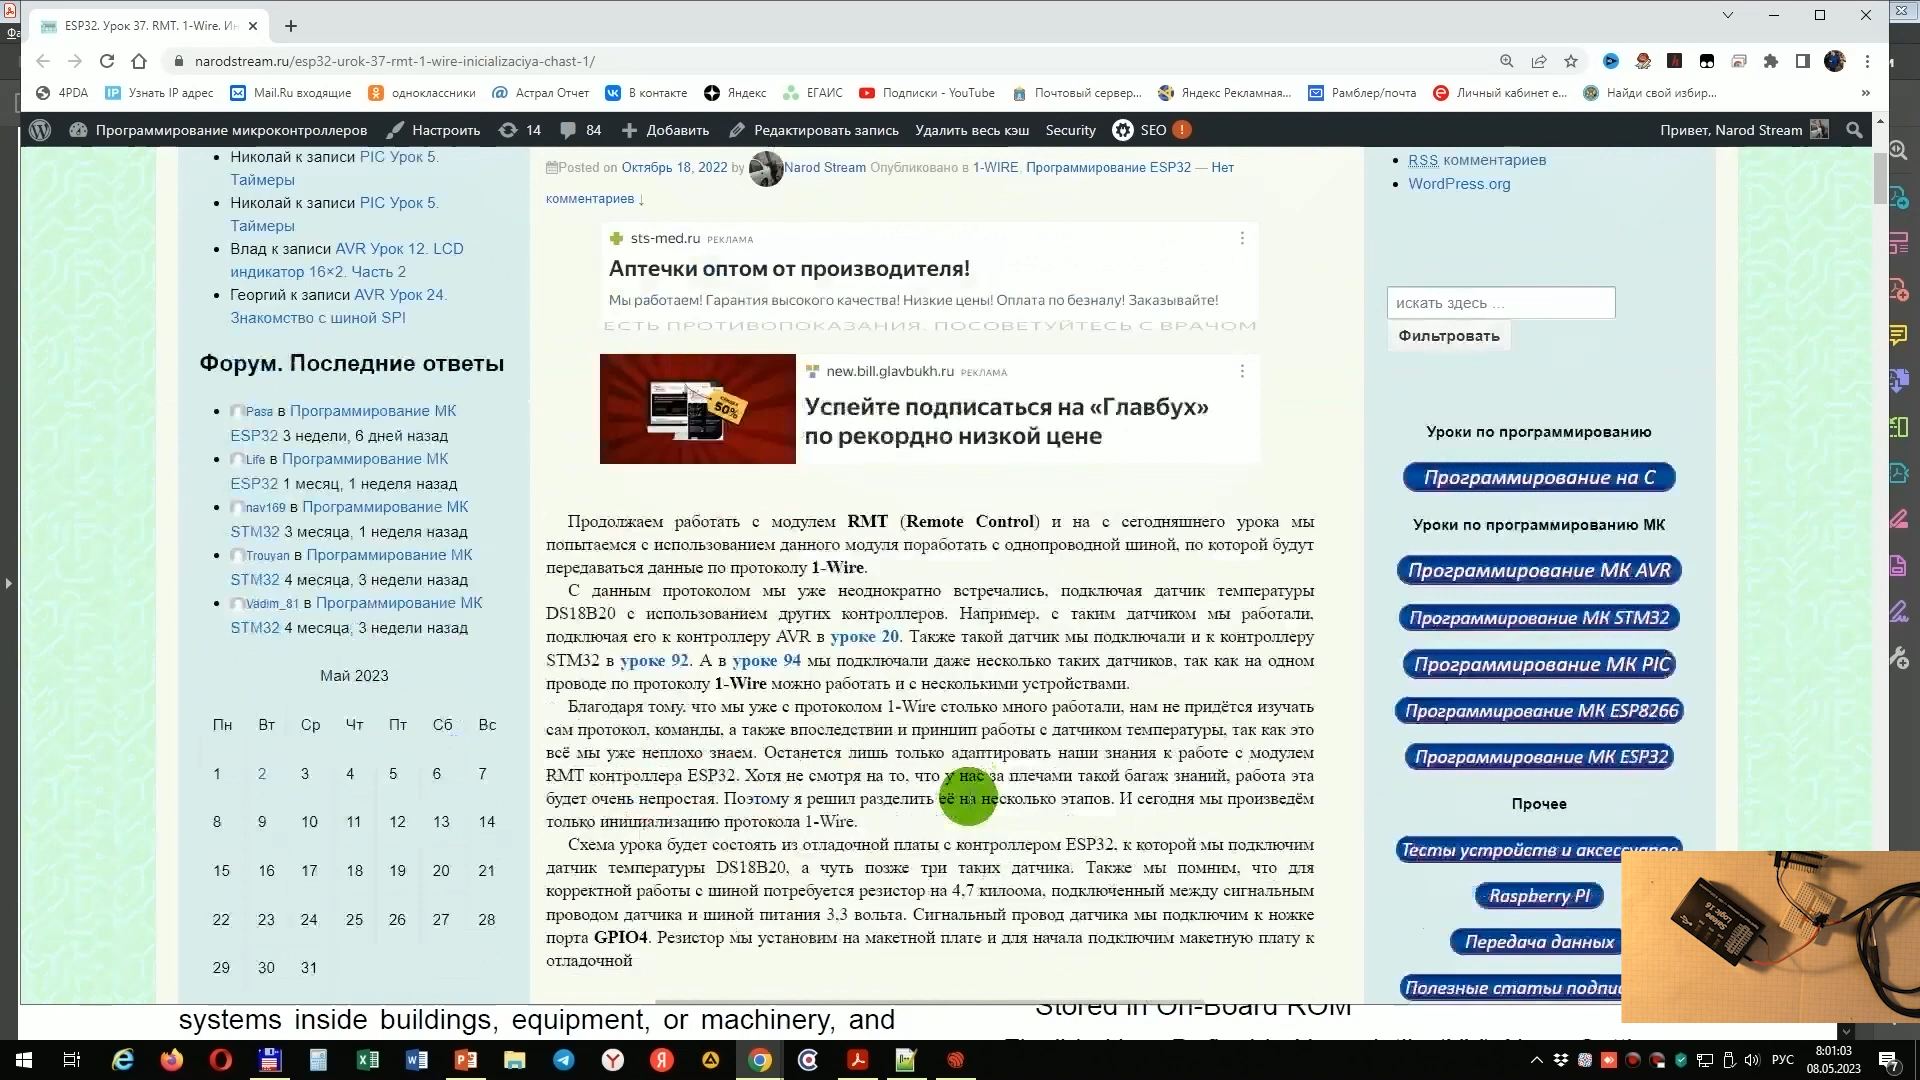 ESP32. Урок 37. RMT. 1-Wire. Ин
narodstream.ru/esp32-urok-37-rmt-1-wire-inicializaciya-chast-1/
4PDA
Узнать IP адрес
Mail.Ru входящие
одноклассники
Астрал Отчет
В контакте
Яндекс
ЕГАИС
Подписки - YouTube
Почтовый сервер...
Яндекс Рекламная...
Рамблер/почта
Личный кабинет е...
Найди свой избир...
»
Программирование микроконтроллеров
Настроить
14
84
Добавить
Редактировать запись
Удалить весь кэш
Security
SEO !
Привет, Narod Stream
Николай к записи PIC Урок 5.
Таймеры
Николай к записи PIC Урок 5.
Таймеры
Влад к записи AVR Урок 12. LCD
индикатор 16×2. Часть 2
Георгий к записи AVR Урок 24.
Знакомство с шиной SPI
Форум. Последние ответы
Pasa в Программирование МК
ESP32 3 недели, 6 дней назад
Life в Программирование МК
ESP32 1 месяц, 1 неделя назад
nav169 в Программирование МК
STM32 3 месяца, 1 неделя назад
Trouyan в Программирование МК
STM32 4 месяца, 3 недели назад
Vadim_81 в Программирование МК
STM32 4 месяца, 3 недели назад
Май 2023
Пн Вт Ср Чт Пт Сб Вс
1 2 3 4 5 6 7
8 9 10 11 12 13 14
15 16 17 18 19 20 21
22 23 24 25 26 27 28
29 30 31
Posted on Октябрь 18, 2022 by Narod Stream Опубликовано в 1-WIRE, Программирование ESP32 — Нет
комментариев ↓
sts-med.ru РЕКЛАМА
Аптечки оптом от производителя!
Мы работаем! Гарантия высокого качества! Низкие цены! Оплата по безналу! Заказывайте!
ЕСТЬ ПРОТИВОПОКАЗАНИЯ. ПОСОВЕТУЙТЕСЬ С ВРАЧОМ
СКИДКА
50%
new.bill.glavbukh.ru РЕКЛАМА
Успейте подписаться на «Главбух»
по рекордно низкой цене
Продолжаем работать с модулем RMT (Remote Control) и на с сегодняшнего урока мы
попытаемся с использованием данного модуля поработать с однопроводной шиной, по которой будут
передаваться данные по протоколу 1-Wire.
С данным протоколом мы уже неоднократно встречались, подключая датчик температуры
DS18B20 с использованием других контроллеров. Например, с таким датчиком мы работали,
подключая его к контроллеру AVR в уроке 20. Также такой датчик мы подключали и к контроллеру
STM32 в уроке 92. А в уроке 94 мы подключали даже несколько таких датчиков, так как на одном
проводе по протоколу 1-Wire можно работать и с несколькими устройствами.
Благодаря тому. что мы уже с протоколом 1-Wire столько много работали, нам не придётся изучать
сам протокол, команды, а также впоследствии и принцип работы с датчиком температуры, так как это
всё мы уже неплохо знаем. Останется лишь только адаптировать наши знания к работе с модулем
RMT контроллера ESP32. Хотя не смотря на то, что у нас за плечами такой багаж знаний, работа эта
будет очень непростая. Поэтому я решил разделить её на несколько этапов. И сегодня мы произведём
только инициализацию протокола 1-Wire.
Схема урока будет состоять из отладочной платы с контроллером ESP32, к которой мы подключим
датчик температуры DS18B20, а чуть позже три таких датчика. Также мы помним, что для
корректной работы с шиной потребуется резистор на 4,7 килоома, подключенный между сигнальным
проводом датчика и шиной питания 3,3 вольта. Сигнальный провод датчика мы подключим к ножке
порта GPIO4. Резистор мы установим на макетной плате и для начала подключим макетную плату к
отладочной
RSS комментариев
WordPress.org
искать здесь …
Фильтровать
Уроки по программированию
Программирование на C
Уроки по программированию МК
Программирование МК AVR
Программирование МК STM32
Программирование МК PIC
Программирование МК ESP8266
Программирование МК ESP32
Прочее
Тесты устройств и аксессуаров
Raspberry PI
Передача данных
Полезные статьи подпи
Saleae
Logic 16
systems inside buildings, equipment, or machinery, and
Stored in On-Board ROM
РУС
8:01:03
08.05.2023
7